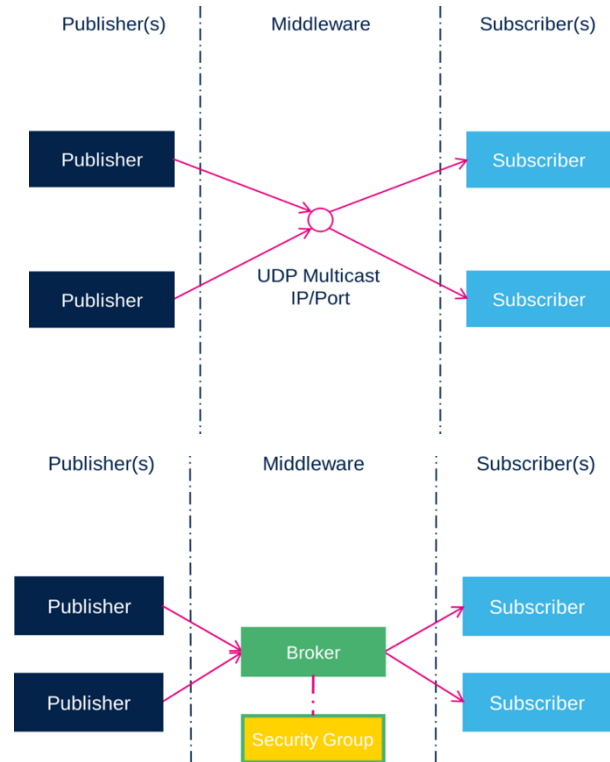 Publisher(s) Middleware Subscriber(s)
Publisher Subscriber
Publisher UDP Multicast Subscriber
IP/Port
Publisher(s) Middleware Subscriber(s)
Publisher Subscriber
Broker
Publisher Subscriber
Security Group